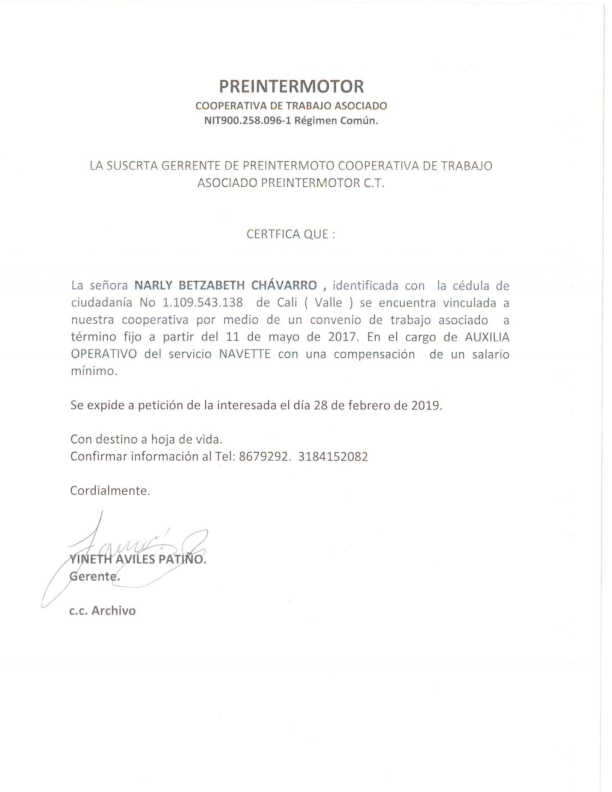 PREINTERMOTOR
COOPERATIVA DE TRABAJO ASOCIADO
NIT900.258.096-1 Régimen Común.
LA SUSCRTA GERRENTE DE PREINTERMOTO COOPERATIVA DE TRABAJO
ASOCIADO PREINTERMOTOR C.T.
CERTFICA QUE :
La señora NARLY BETZABETH CHÁVARRO , identificada con la cédula de
ciudadanía No 1.109.543.138 de Cali ( Valle ) se encuentra vinculada a
nuestra cooperativa por medio de un convenio de trabajo asociado a
término fijo a partir del 11 de mayo de 2017. En el cargo de AUXILIA
OPERATIVO del servicio NAVETTE con una compensación de un salario
mínimo.
Se expide a petición de la interesada el día 28 de febrero de 2019.
Con destino a hoja de vida.
Confirmar información al Tel: 8679292. 3184152082
Cordialmente.
YINETH AVILES PATIÑO.
Gerente.
c.c. Archivo